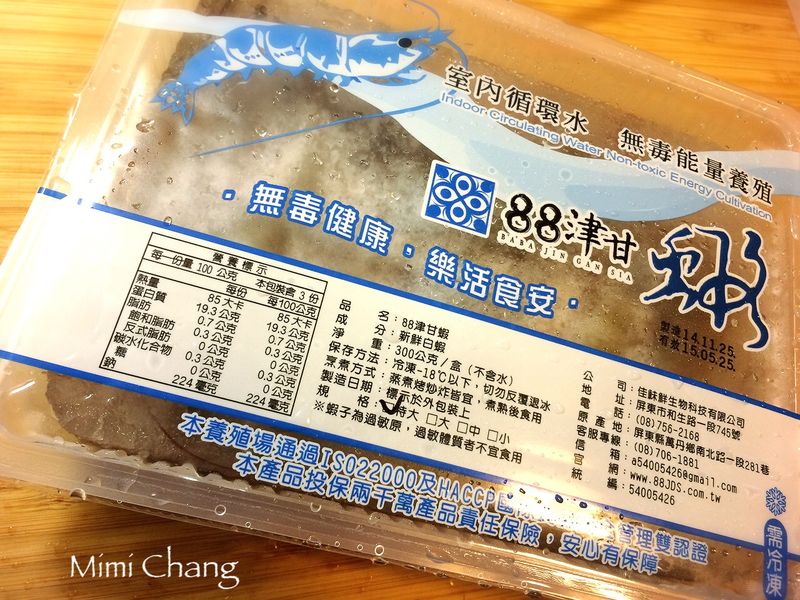 室內循環水 無毒能量養殖
Indoor Circulating Water Non-toxic Energy Cultivation
88津甘
BABA JIN GAN SIA
蝦
·無毒健康，樂活食安·
製造14.11.25.
有效15.05.25.
營養標示
每一份量 100 公克 本包裝含 3 份
每份 每100公克
熱量 85 大卡 85 大卡
蛋白質 19.3 公克 19.3 公克
脂肪 0.7 公克 0.7 公克
飽和脂肪 0.3 公克 0.3 公克
反式脂肪 0 公克 0 公克
碳水化合物 0.3 公克 0.3 公克
糖 0 公克 0 公克
鈉 224 毫克 224 毫克
品名：88津甘蝦
成分：新鮮白蝦
淨重：300公克／盒（不含水）
保存方法：冷凍-18℃以下，切勿反覆退冰
烹煮方式：蒸煮烤炒炸皆宜，煮熟後食用
製造日期：標示於外包裝上
規格：☑特大 □大 □中 □小
※蝦子為過敏原，過敏體質者不宜食用
公司：佳味鮮生物科技有限公司
地址：屏東市和生路一段745號
電話：(08)756-2168
原產地：屏東縣萬丹鄉南北路一段281巷
客服專線：(08)706-1881
信箱：a54005426@gmail.com
官網：www.88JDS.com.tw
統編：54005426
本養殖場通過ISO22000及HACCP國
管理雙認證
本產品投保兩千萬產品責任保險，安心有保障
需冷凍
Mimi Chang